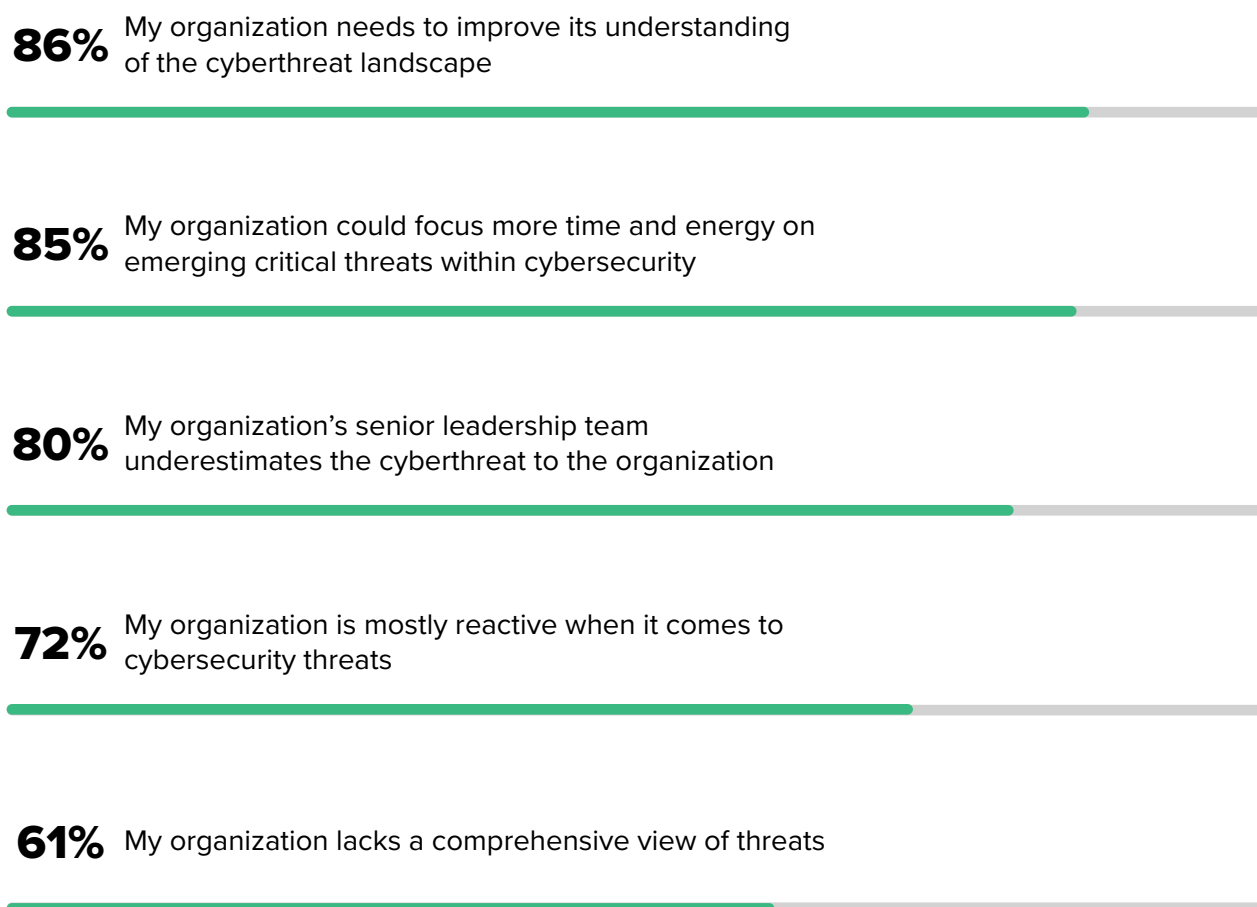 86%
My organization needs to improve its understanding
of the cyberthreat landscape
85%
My organization could focus more time and energy on
emerging critical threats within cybersecurity
80%
My organization’s senior leadership team
underestimates the cyberthreat to the organization
72%
My organization is mostly reactive when it comes to
cybersecurity threats
61%
My organization lacks a comprehensive view of threats